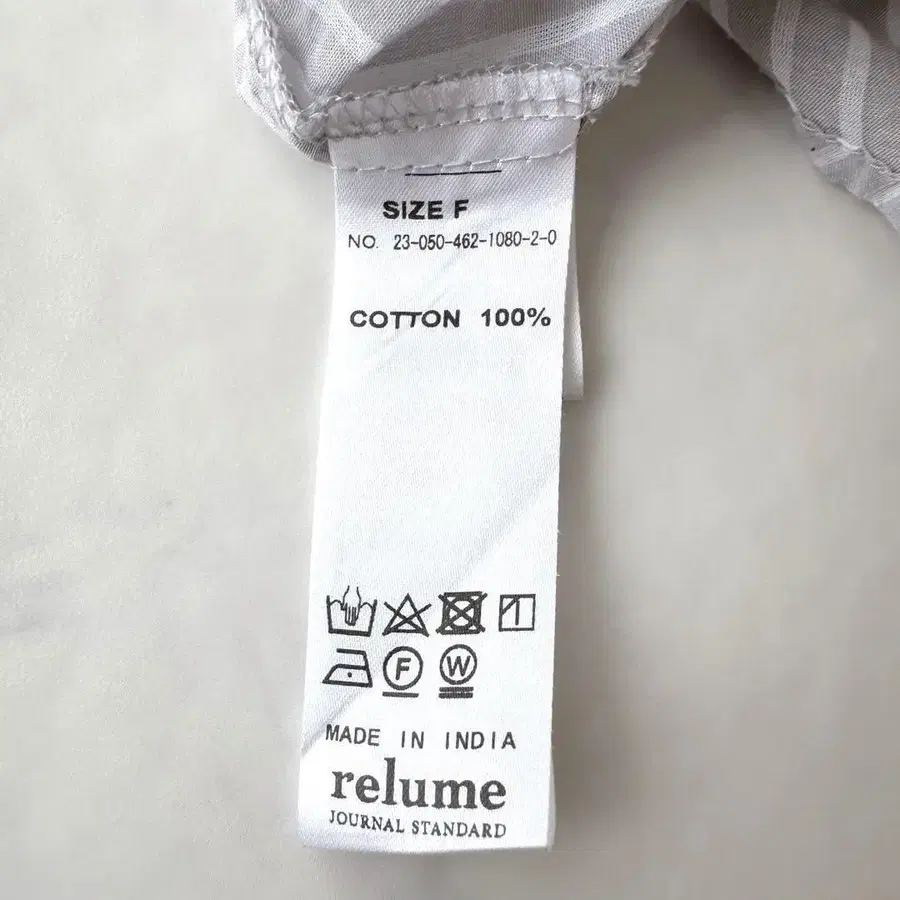 SIZE F
NO. 23-050-462-1080-2-0
COTTON 100%
F W
MADE IN INDIA
relume
JOURNAL STANDARD